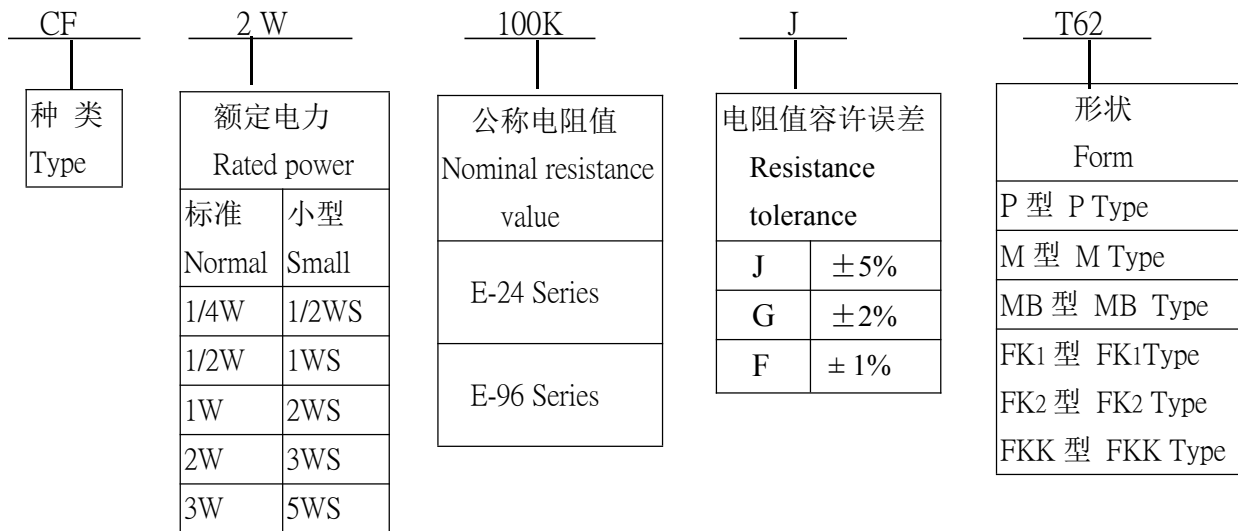 CF 2 W 100K J T62
种 类
Type
额定电力
Rated power
标准 小型
Normal Small
1/4W 1/2WS
1/2W 1WS
1W 2WS
2W 3WS
3W 5WS
公称电阻值
Nominal resistance
value
E-24 Series
E-96 Series
电阻值容许误差
Resistance
tolerance
J ±5%
G ±2%
F ± 1%
形状
Form
P 型 P Type
M 型 M Type
MB 型 MB Type
FK1 型 FK1Type
FK2 型 FK2 Type
FKK 型 FKK Type